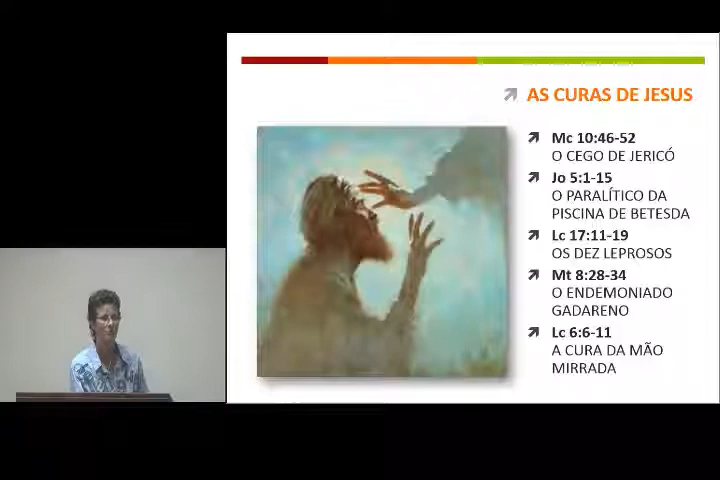 AS CURAS DE JESUS
Mc 10:46-52
O CEGO DE JERICÓ
Jo 5:1-15
O PARALÍTICO DA
PISCINA DE BETESDA
Lc 17:11-19
OS DEZ LEPROSOS
Mt 8:28-34
O ENDEMONIADO
GADARENO
Lc 6:6-11
A CURA DA MÃO
MIRRADA